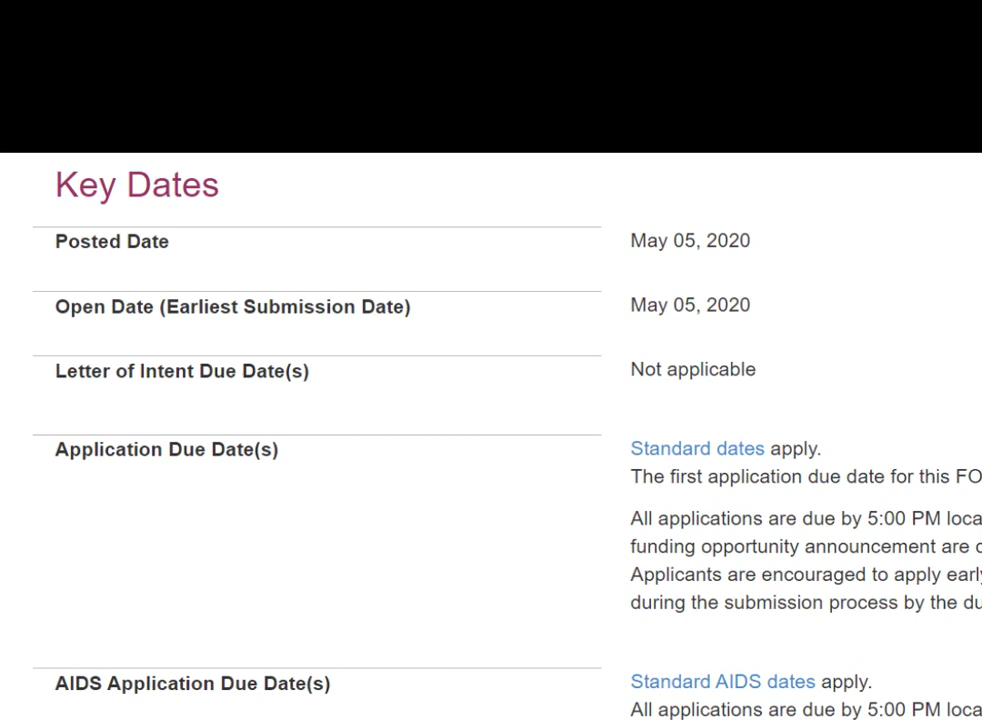 Key Dates
Posted Date May 05, 2020
Open Date (Earliest Submission Date) May 05, 2020
Letter of Intent Due Date(s) Not applicable
Application Due Date(s) Standard dates apply.
The first application due date for this
All applications are due by 5:00 PM
funding opportunity announcement are
Applicants are encouraged to apply
during the submission process by the
AIDS Application Due Date(s) Standard AIDS dates apply.
All applications are due by 5:00 PM